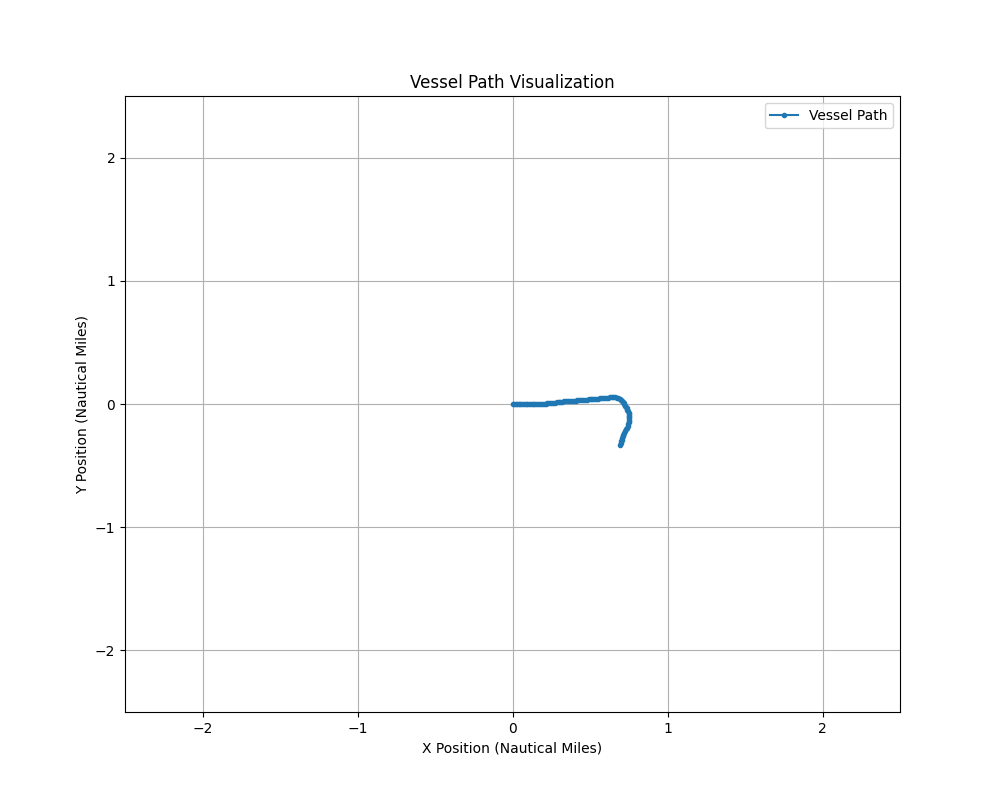 Vessel Path Visualization
Vessel Path
2
1
0
−1
−2
Y Position (Nautical Miles)
−2
−1
0
1
2
X Position (Nautical Miles)